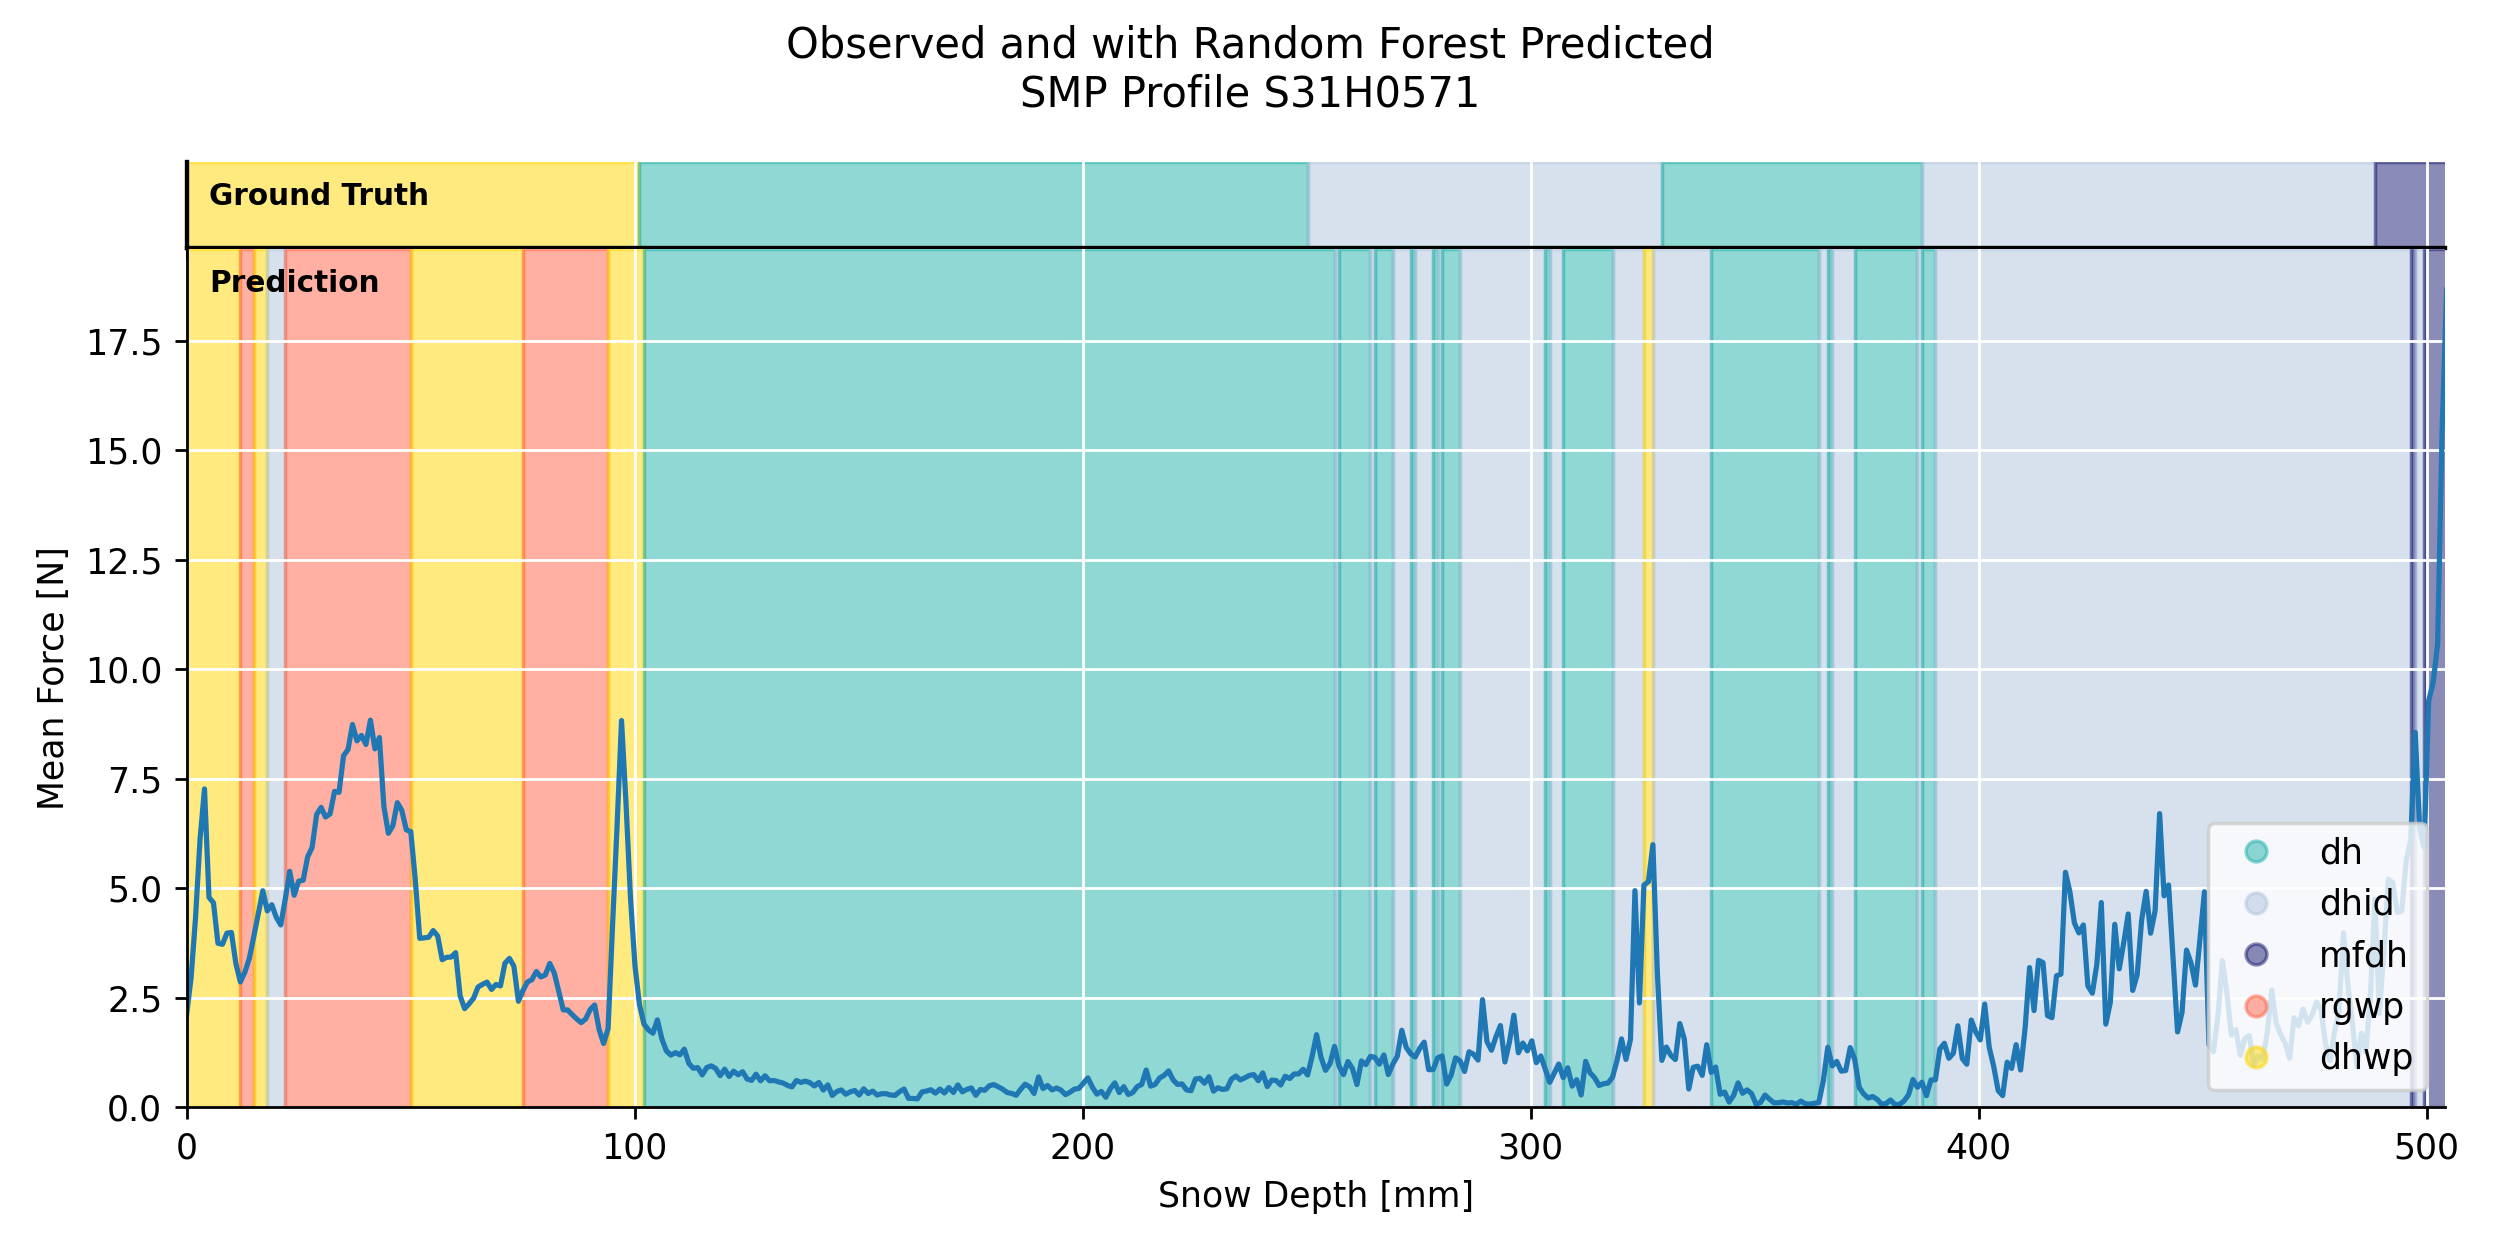 Observed and with Random Forest Predicted
SMP Profile S31H0571
Ground Truth
Prediction
17.5
15.0
12.5
10.0
7.5
5.0
2.5
0.0
Mean Force [N]
dh
dhid
mfdh
rgwp
dhwp
0 100 200 300 400 500
Snow Depth [mm]